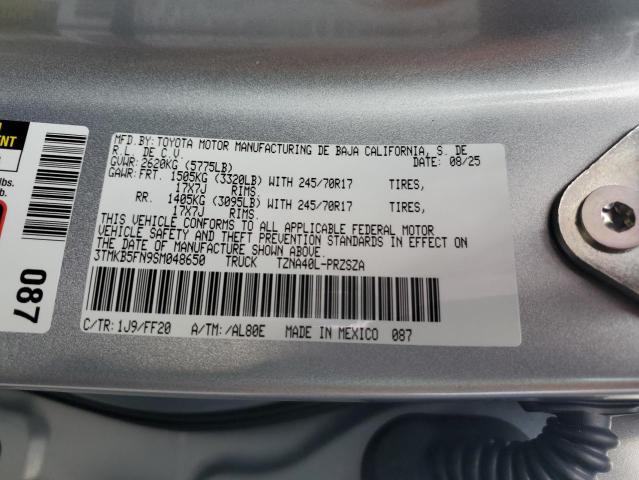 MFD.BY: TOYOTA MOTOR MANUFACTURING DE BAJA CALIFORNIA, S. DE
R.L. DE C.V.
DATE: 08/25
GVWR: 2620KG (5775LB)
GAWR: FRT. 1505KG (3320LB) WITH 245/70R17 TIRES,
17X7J RIMS.
RR. 1405KG (3095LB) WITH 245/70R17 TIRES,
17X7J RIMS.
THIS VEHICLE CONFORMS TO ALL APPLICABLE FEDERAL MOTOR
VEHICLE SAFETY AND THEFT PREVENTION STANDARDS IN EFFECT ON
THE DATE OF MANUFACTURE SHOWN ABOVE.
3TMKB5FN9SM048650 TRUCK TZNA40L-PRZSZA
C/TR: 1J9/FF20 A/TM: /AL80E MADE IN MEXICO 087
087
lbs.
lb.